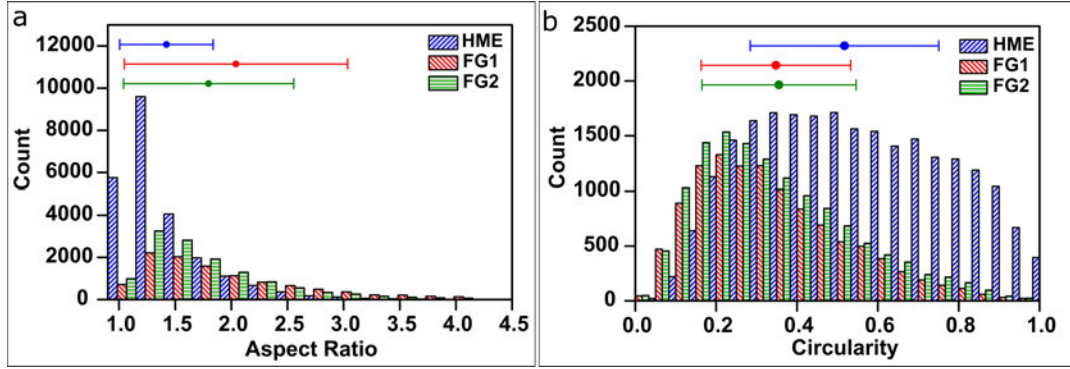 a
12000
10000
8000
6000
4000
2000
0
Count
HME
FG1
FG2
1.0 1.5 2.0 2.5 3.0 3.5 4.0 4.5
Aspect Ratio
b
2500
2000
1500
1000
500
0
Count
HME
FG1
FG2
0.0 0.2 0.4 0.6 0.8 1.0
Circularity